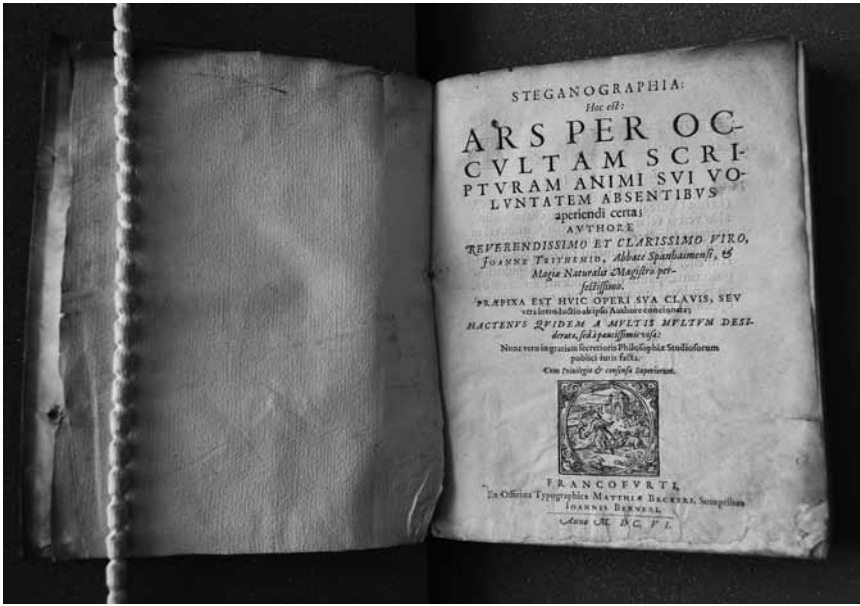 STEGANOGRAPHIA:
Hoc est:
ARS PER OC-
CVLTAM SCRI-
PTVRAM ANIMI SVI VO-
LVNTATEM ABSENTIBVS
aperiendi certa;
AVTHORE
REVERENDISSIMO ET CLARISSIMO VIRO,
JOANNE TRITHEMIO, Abbate Spanhaimensi, &
Magiæ Naturalis Magistro per-
fectissimo.
PRÆFIXA EST HVIC OPERI SVA CLAVIS, SEV
vera introductio ab ipso Authore concinnata;
HACTENVS QVIDEM A MVLTIS MVLTVM DESI-
derata, sed à paucissimis visa:
Nunc vero in gratiam secretioris Philosophiæ Studiosorum
publici iuris facta.
Cum Privilegio & consensu Superiorum.
FRANCOFVRTI,
Ex Officina Typographica MATTHIÆ BECKERI, Sumptibus
IOANNIS BERNERI.
Anno M. DC. VI.